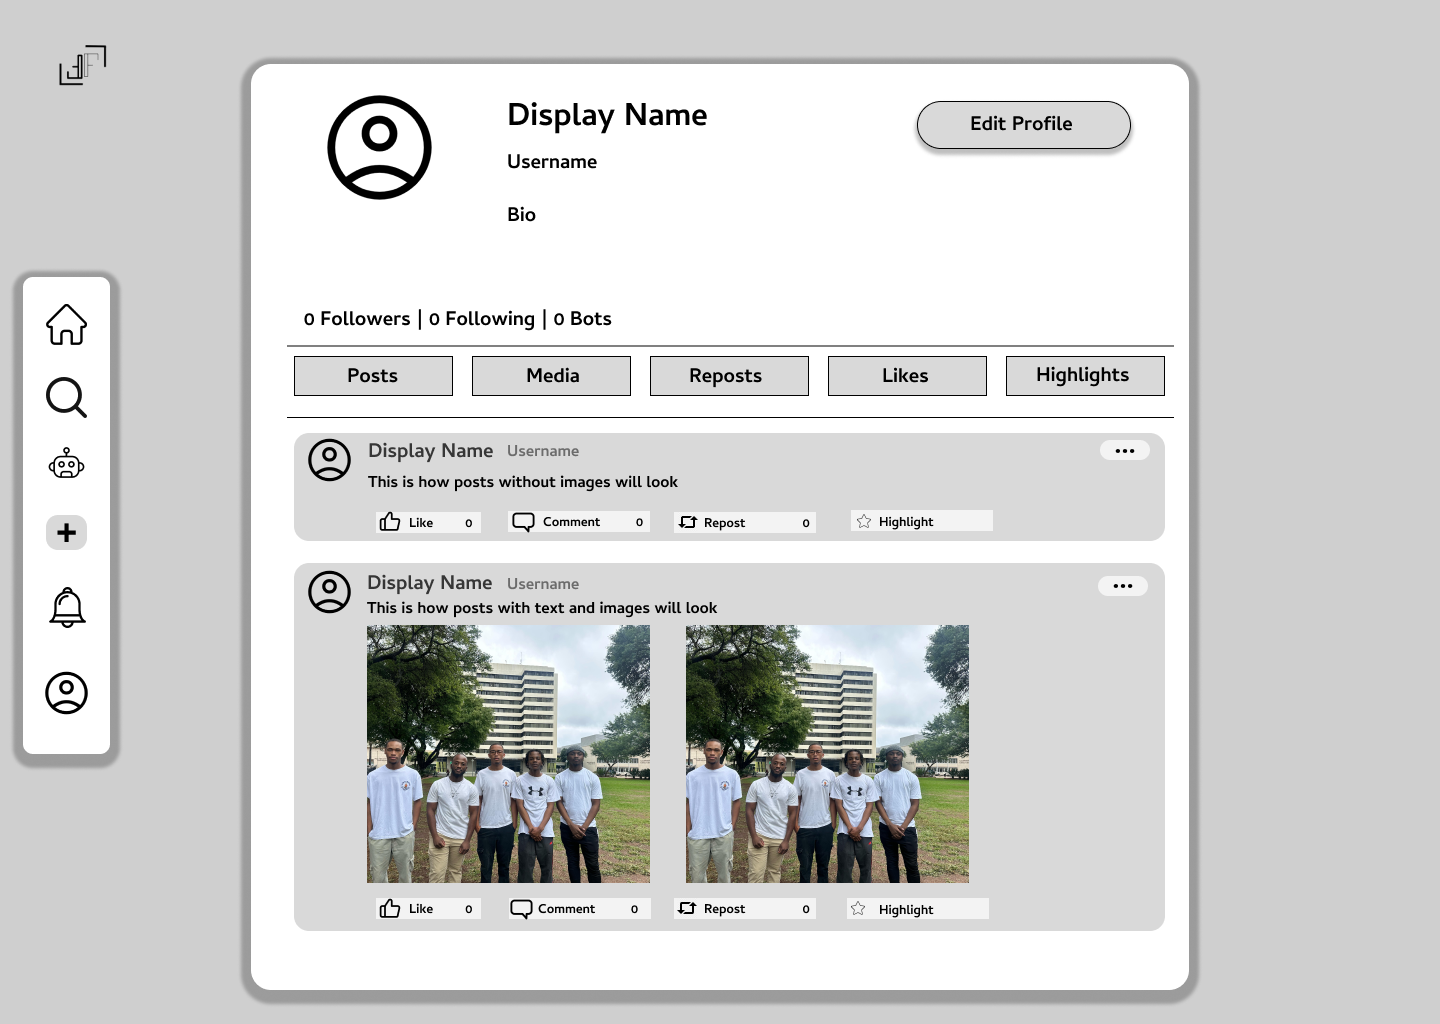 Display Name
Edit Profile
Username
Bio
0 Followers | 0 Following | 0 Bots
Posts Media Reposts Likes Highlights
Display Name Username
This is how posts without images will look
Like 0 Comment 0 Repost 0 Highlight
Display Name Username
This is how posts with text and images will look
Like 0 Comment 0 Repost 0 Highlight